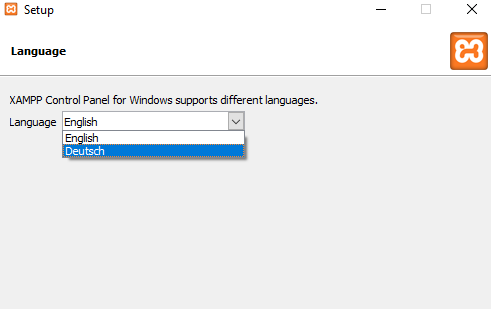 Setup
Language
XAMPP Control Panel for Windows supports different languages.
Language English
English
Deutsch